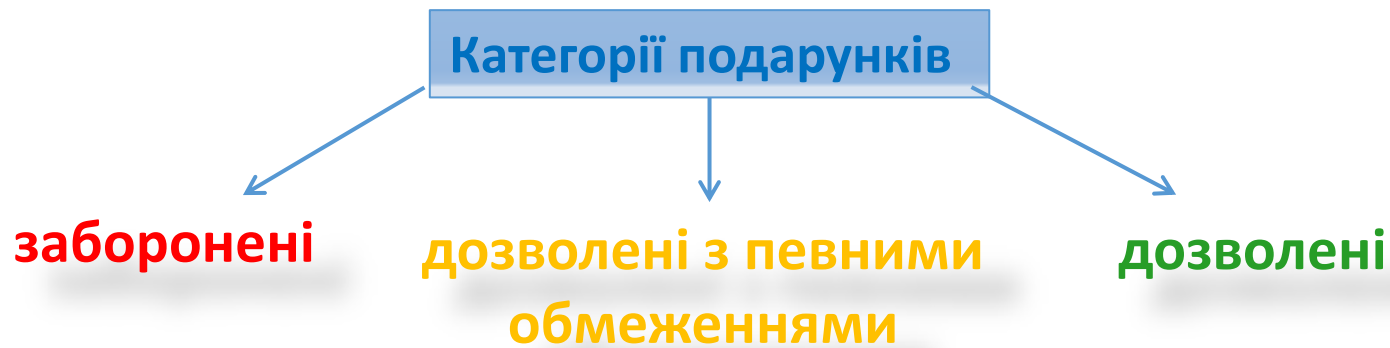 Категорії подарунків
заборонені
дозволені з певними
обмеженнями
дозволені